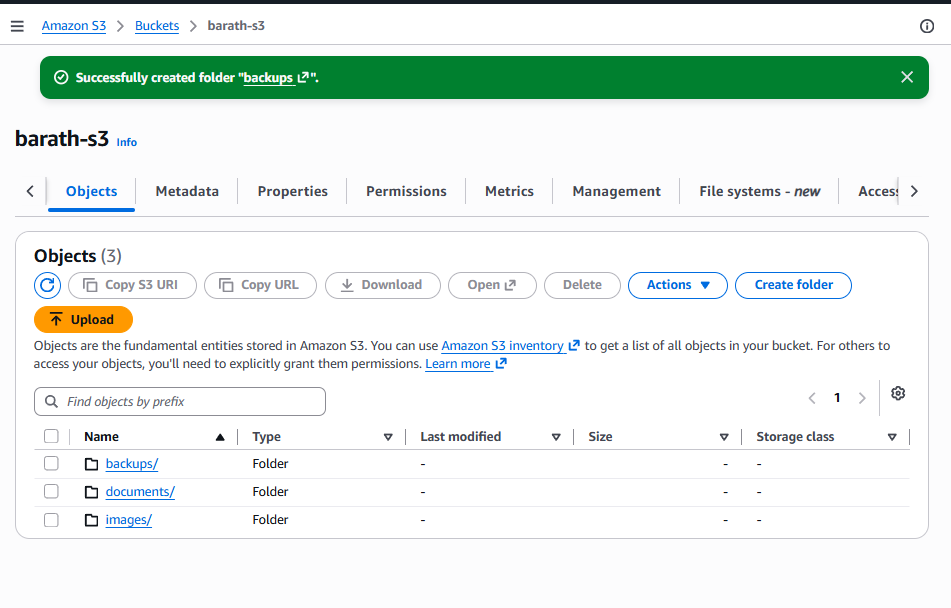 Amazon S3 > Buckets > barath-s3
Successfully created folder "backups".
barath-s3 Info
Objects Metadata Properties Permissions Metrics Management File systems - new Access
Objects (3)
Copy S3 URI Copy URL Download Open Delete Actions Create folder
Upload
Objects are the fundamental entities stored in Amazon S3. You can use Amazon S3 inventory to get a list of all objects in your bucket. For others to
access your objects, you'll need to explicitly grant them permissions. Learn more
Find objects by prefix
1
Name Type Last modified Size Storage class
backups/ Folder - - -
documents/ Folder - - -
images/ Folder - - -